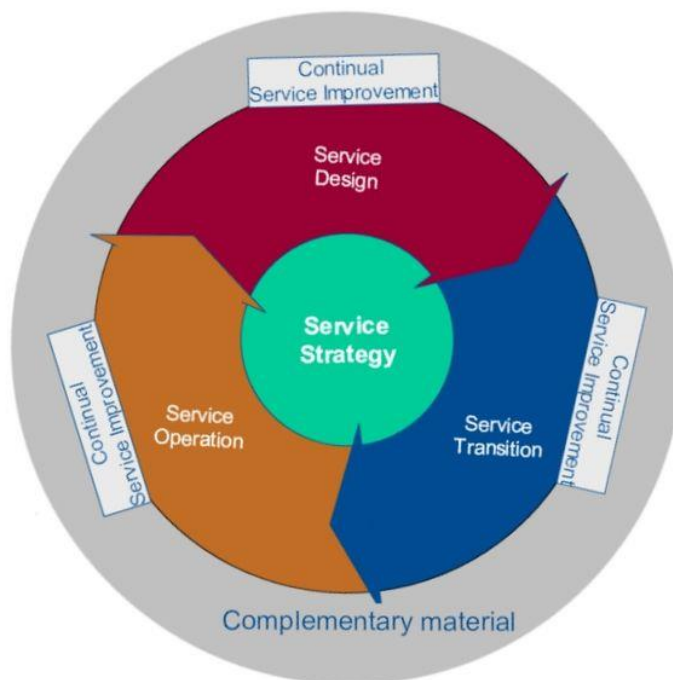 Continual
Service Improvement
Service
Design
Service
Strategy
Continual
Service Improvement
Service
Operation
Service
Transition
Continual
Service Improvement
Complementary material